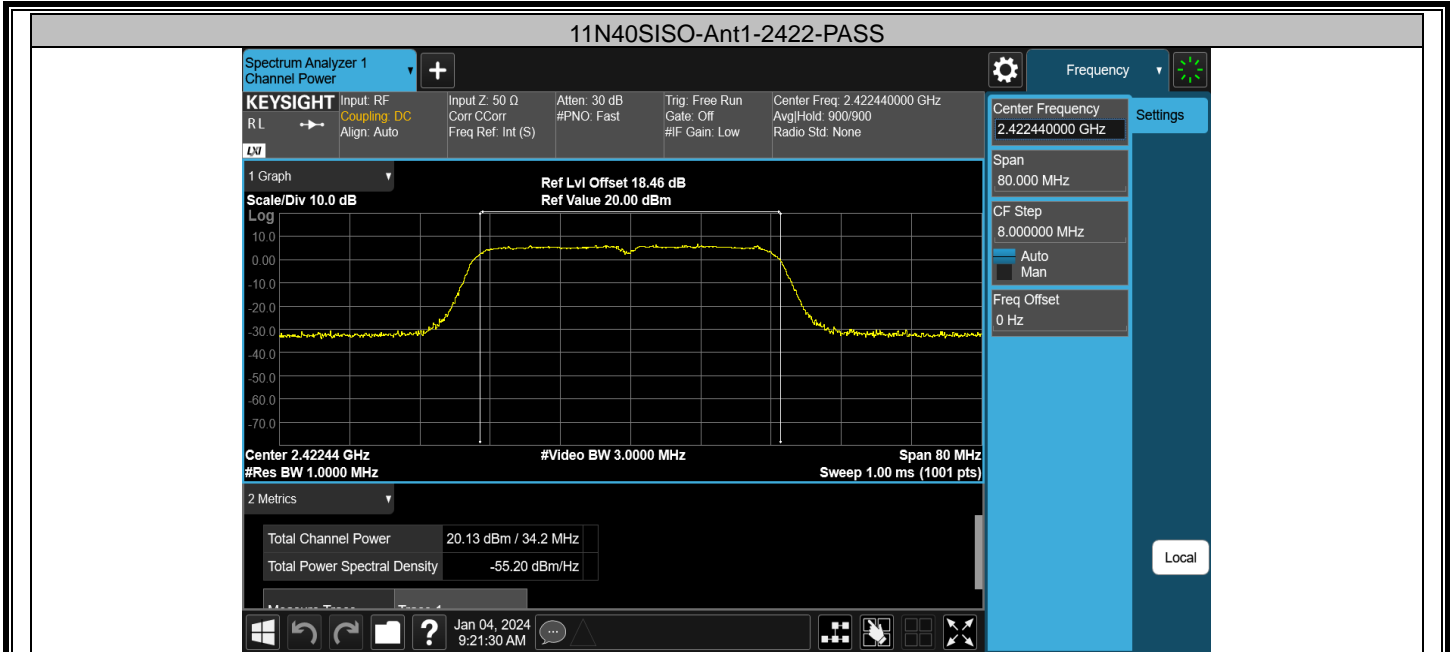 11N40SISO-Ant1-2422-PASS
Spectrum Analyzer 1
Channel Power
Frequency
KEYSIGHT
RL
LXI
Input: RF
Coupling: DC
Align: Auto
Input Z: 50 Ω
Corr CCorr
Freq Ref: Int (S)
Atten: 30 dB
#PNO: Fast
Trig: Free Run
Gate: Off
#IF Gain: Low
Center Freq: 2.422440000 GHz
Avg|Hold: 900/900
Radio Std: None
1 Graph
Ref Lvl Offset 18.46 dB
Scale/Div 10.0 dB
Ref Value 20.00 dBm
Log
10.0
0.00
-10.0
-20.0
-30.0
-40.0
-50.0
-60.0
-70.0
Center 2.42244 GHz
#Video BW 3.0000 MHz
Span 80 MHz
#Res BW 1.0000 MHz
Sweep 1.00 ms (1001 pts)
2 Metrics
Total Channel Power 20.13 dBm / 34.2 MHz
Total Power Spectral Density -55.20 dBm/Hz
Measure Trace Trace 1
Jan 04, 2024
9:21:30 AM
Center Frequency
2.422440000 GHz
Settings
Span
80.000 MHz
CF Step
8.000000 MHz
Auto
Man
Freq Offset
0 Hz
Local